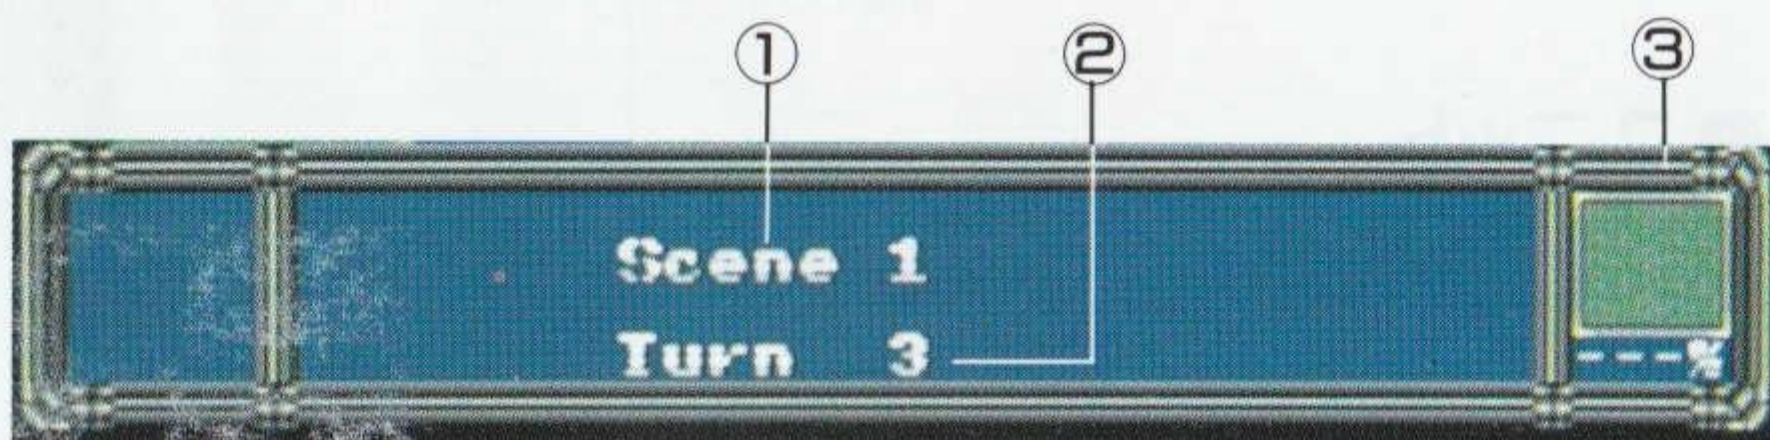 ① ② ③
Scene 1
Turn 3
---%